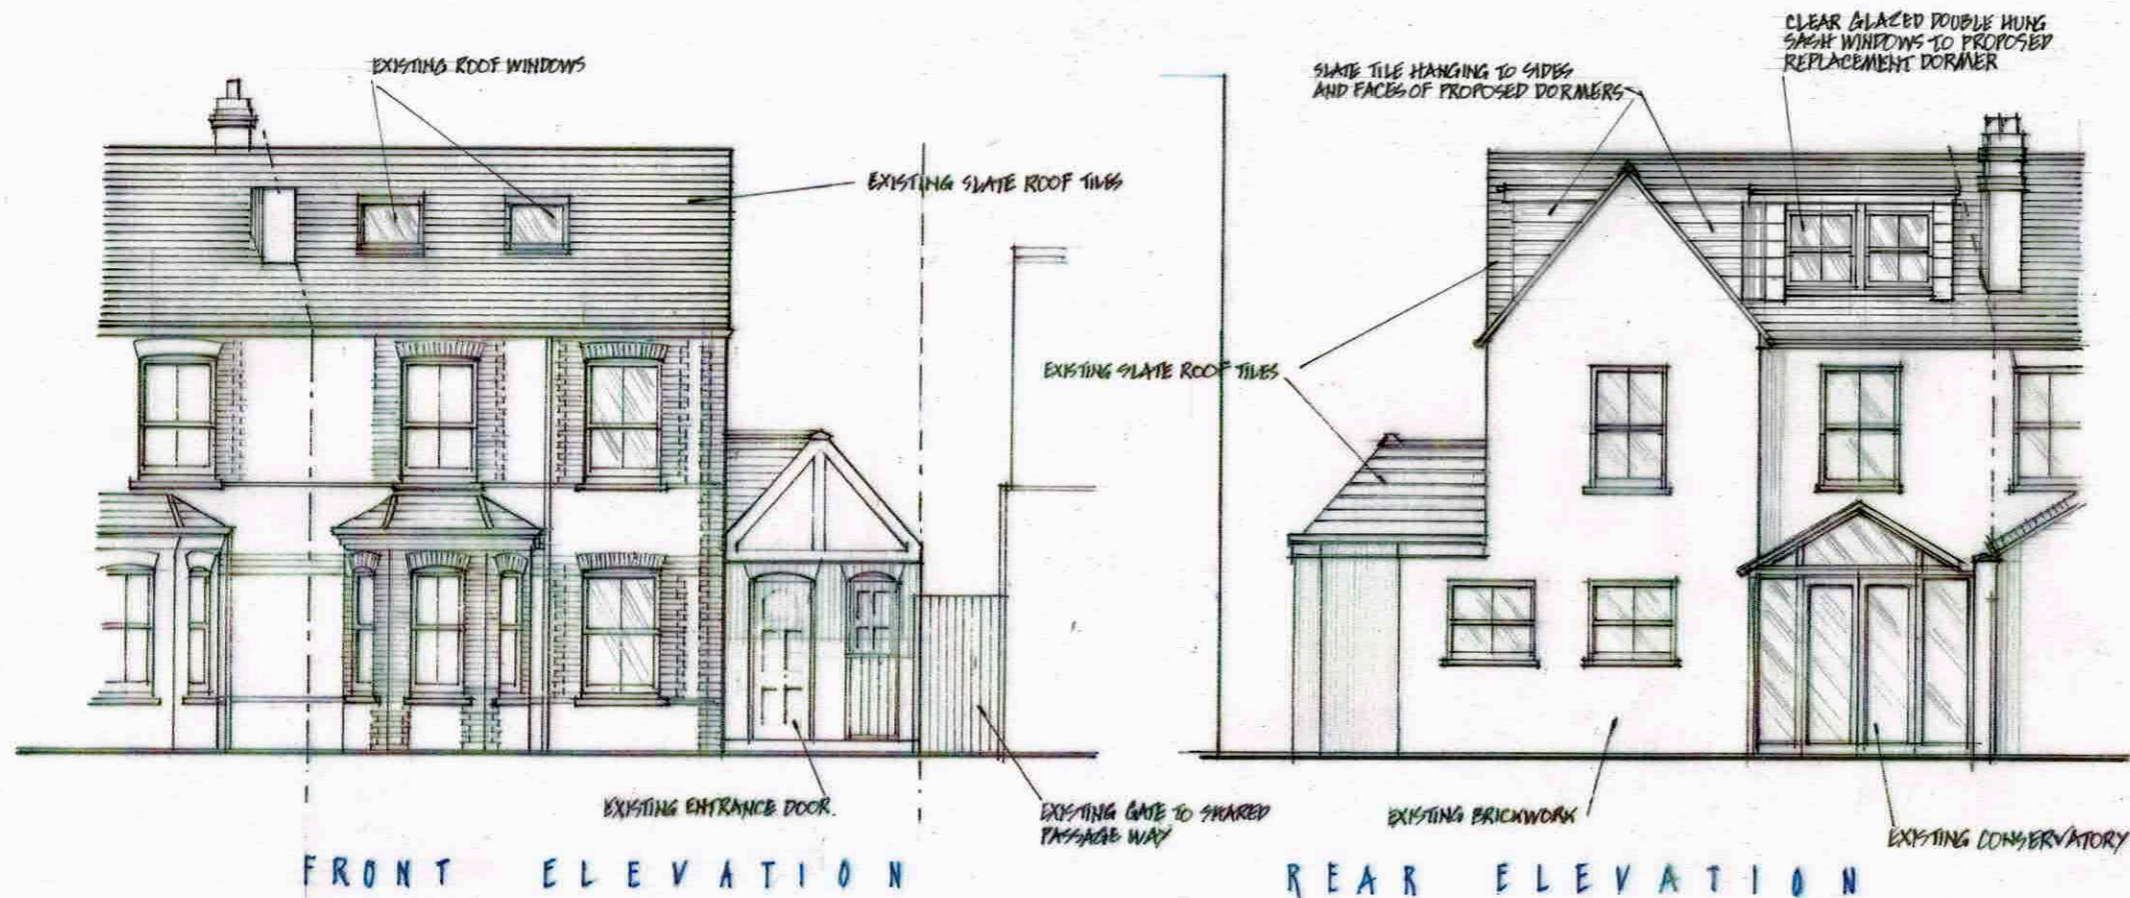 EXISTING ROOF WINDOWS
EXISTING SLATE ROOF TILES
EXISTING ENTRANCE DOOR.
EXISTING GATE TO SHARED
PASSAGE WAY
FRONT ELEVATION
SLATE TILE HANGING TO SIDES
AND FACES OF PROPOSED DORMERS
CLEAR GLAZED DOUBLE HUNG
SASH WINDOWS TO PROPOSED
REPLACEMENT DORMER
EXISTING SLATE ROOF TILES
EXISTING BRICKWORK
EXISTING CONSERVATORY
REAR ELEVATION